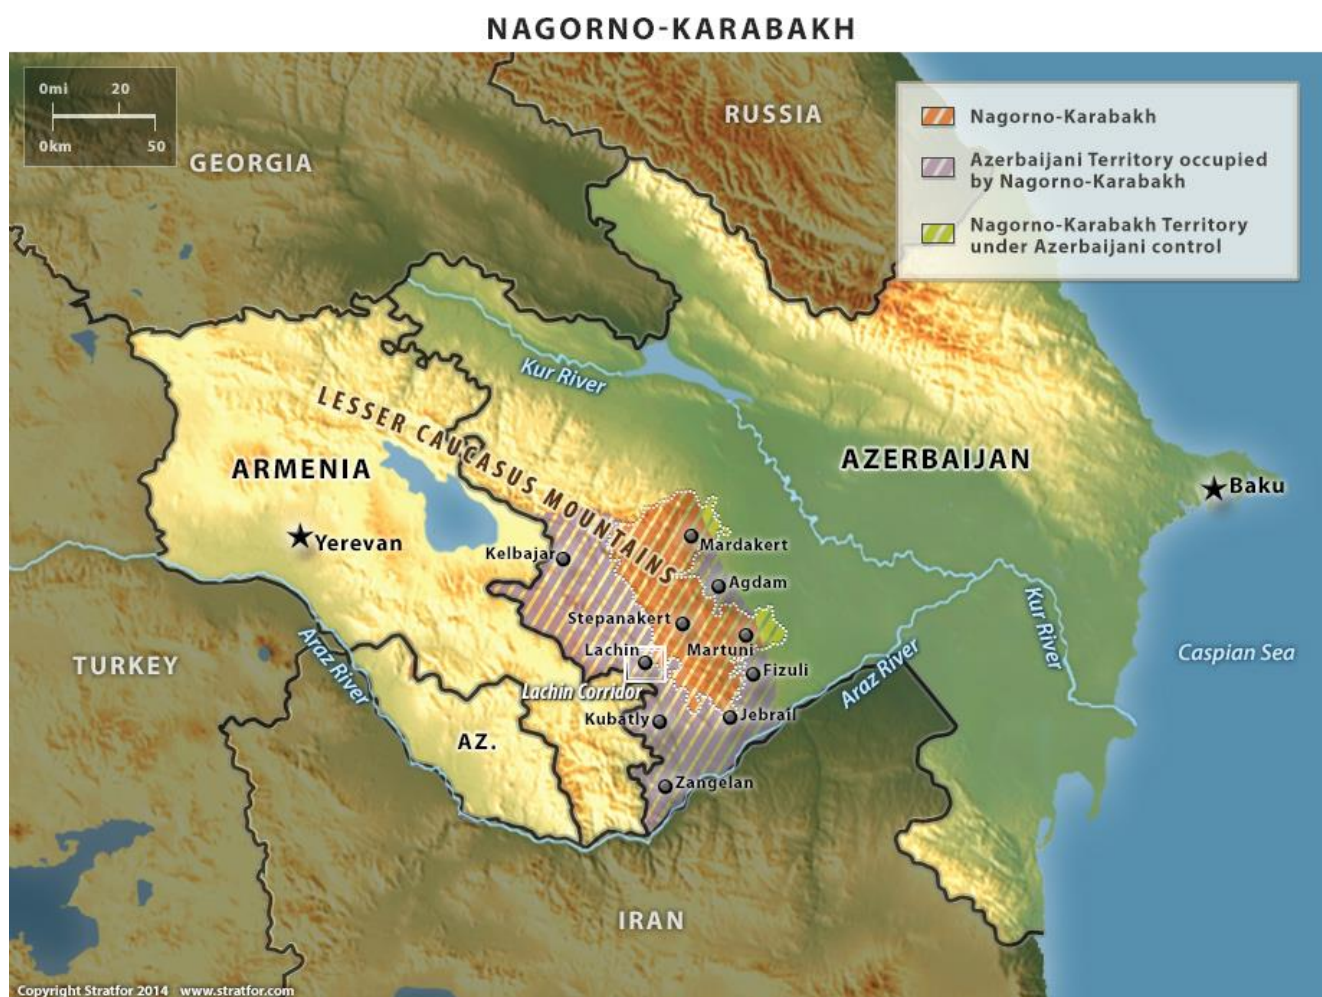 NAGORNO-KARABAKH
0mi 20
0km 50
GEORGIA
RUSSIA
Nagorno-Karabakh
Azerbaijani Territory occupied
by Nagorno-Karabakh
Nagorno-Karabakh Territory
under Azerbaijani control
Kur River
LESSER CAUCASUS MOUNTAINS
ARMENIA
AZERBAIJAN
Baku
Yerevan
Kelbajar
Mardakert
Agdam
Stepanakert
Martuni
Lachin
Fizuli
Lachin Corridor
Kubatly
Jebrail
Zangelan
TURKEY
Araz River
AZ.
Araz River
Kur River
Caspian Sea
IRAN
Copyright Stratfor 2014 www.stratfor.com